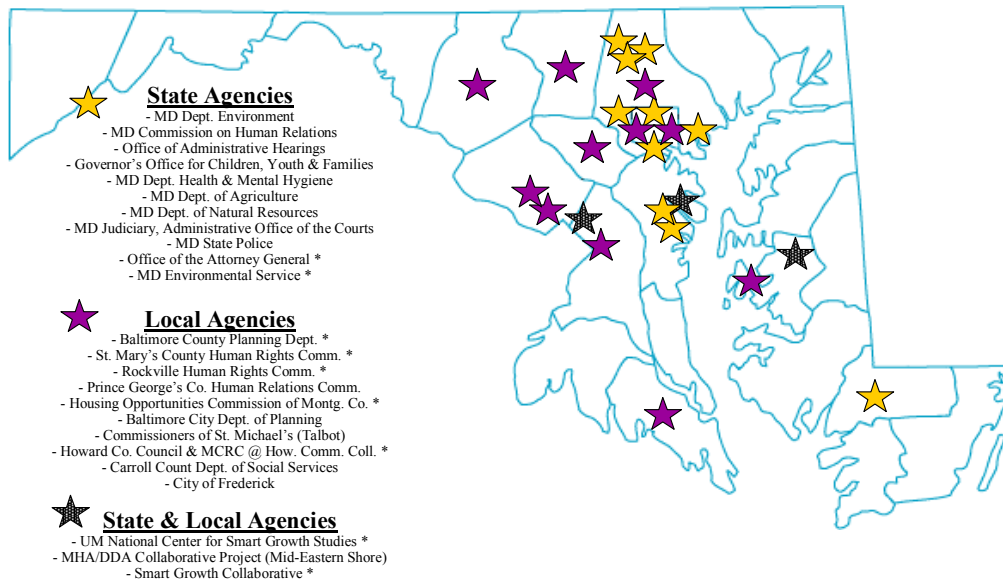 State Agencies
- MD Dept. Environment
- MD Commission on Human Relations
- Office of Administrative Hearings
- Governor's Office for Children, Youth & Families
- MD Dept. Health & Mental Hygiene
- MD Dept. of Agriculture
- MD Dept. of Natural Resources
- MD Judiciary, Administrative Office of the Courts
- MD State Police
- Office of the Attorney General *
- MD Environmental Service *
Local Agencies
- Baltimore County Planning Dept. *
- St. Mary's County Human Rights Comm. *
- Rockville Human Rights Comm. *
- Prince George's Co. Human Relations Comm.
- Housing Opportunities Commission of Montg. Co. *
- Baltimore City Dept. of Planning
- Commissioners of St. Michael's (Talbot)
- Howard Co. Council & MCRC @ How. Comm. Coll. *
- Carroll Count Dept. of Social Services
- City of Frederick
State & Local Agencies
- UM National Center for Smart Growth Studies *
- MHA/DDA Collaborative Project (Mid-Eastern Shore)
- Smart Growth Collaborative *